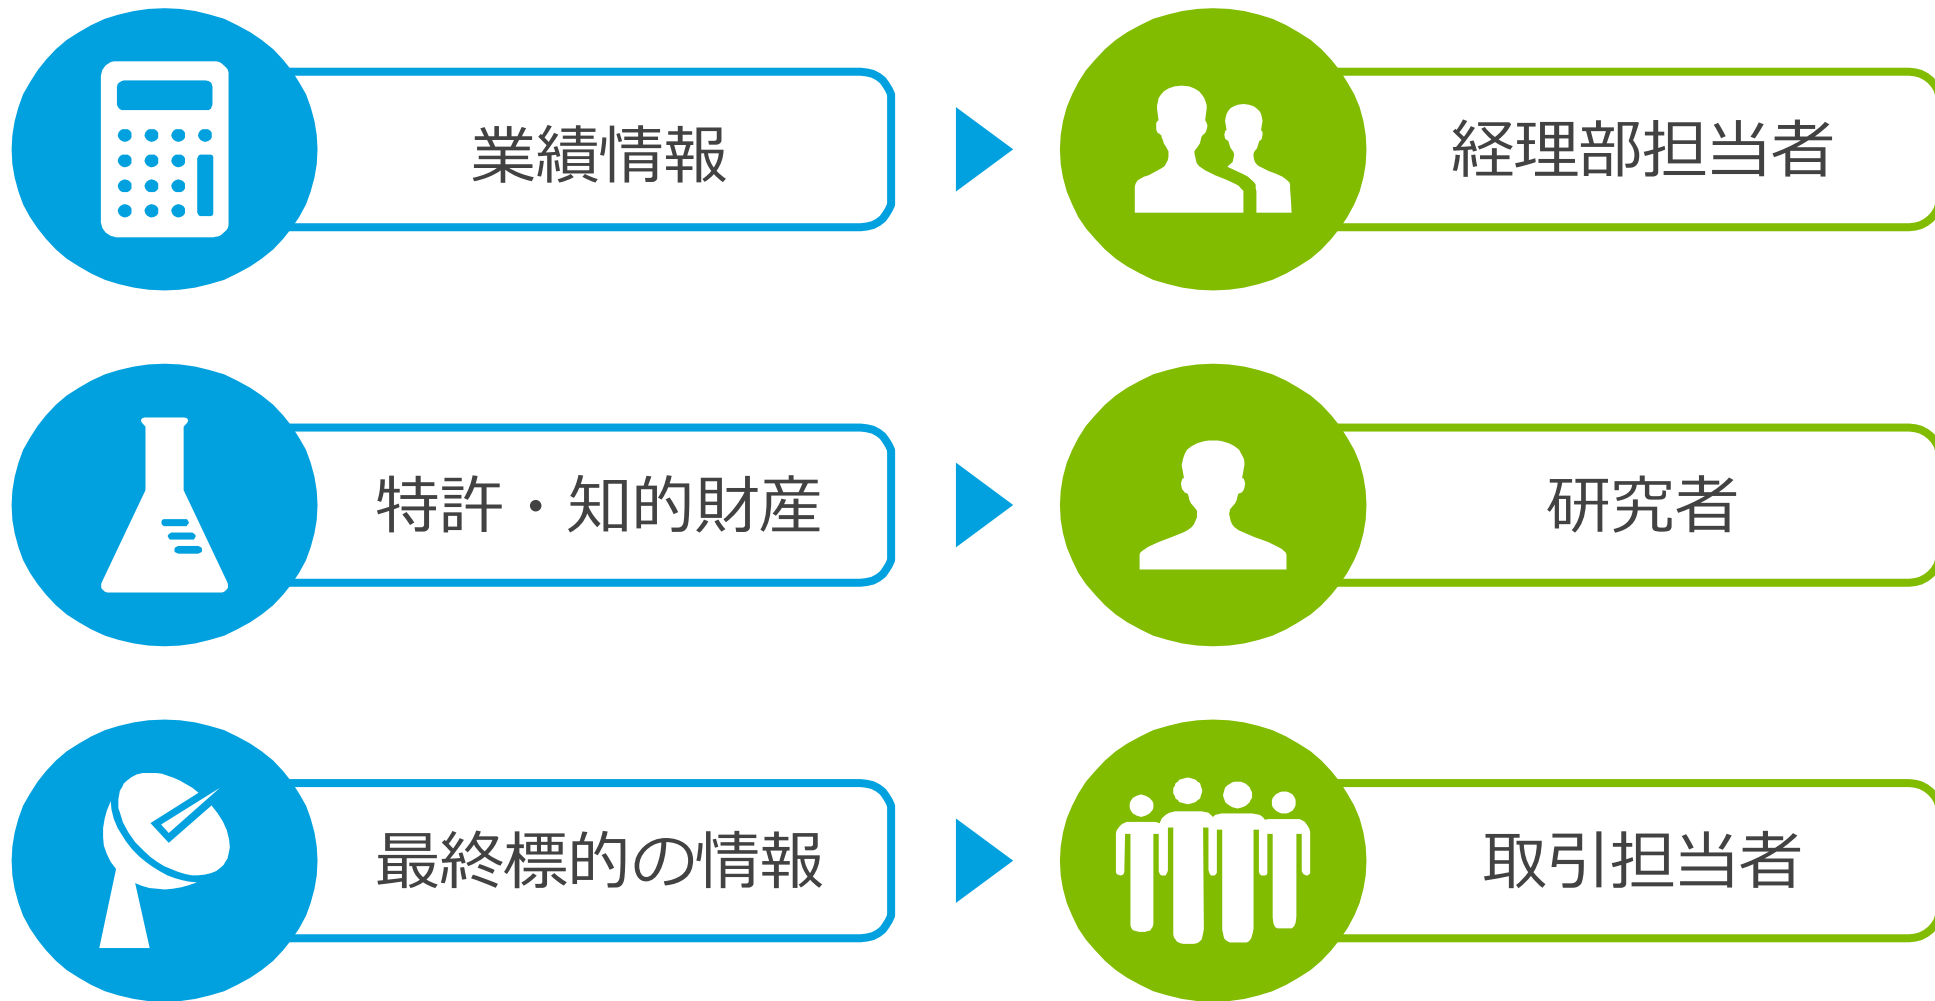 業績情報
経理部担当者
特許・知的財産
研究者
最終標的の情報
取引担当者